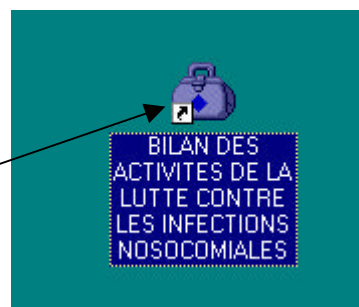 BILAN DES
ACTIVITES DE LA
LUTTE CONTRE
LES INFECTIONS
NOSOCOMIALES